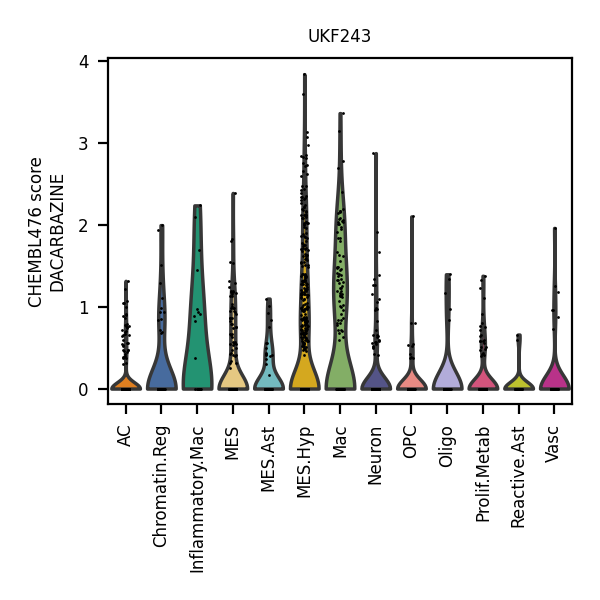 UKF243
CHEMBL476 score
DACARBAZINE
4
3
2
1
0
AC
Chromatin.Reg
Inflammatory.Mac
MES
MES.Ast
MES.Hyp
Mac
Neuron
OPC
Oligo
Prolif.Metab
Reactive.Ast
Vasc